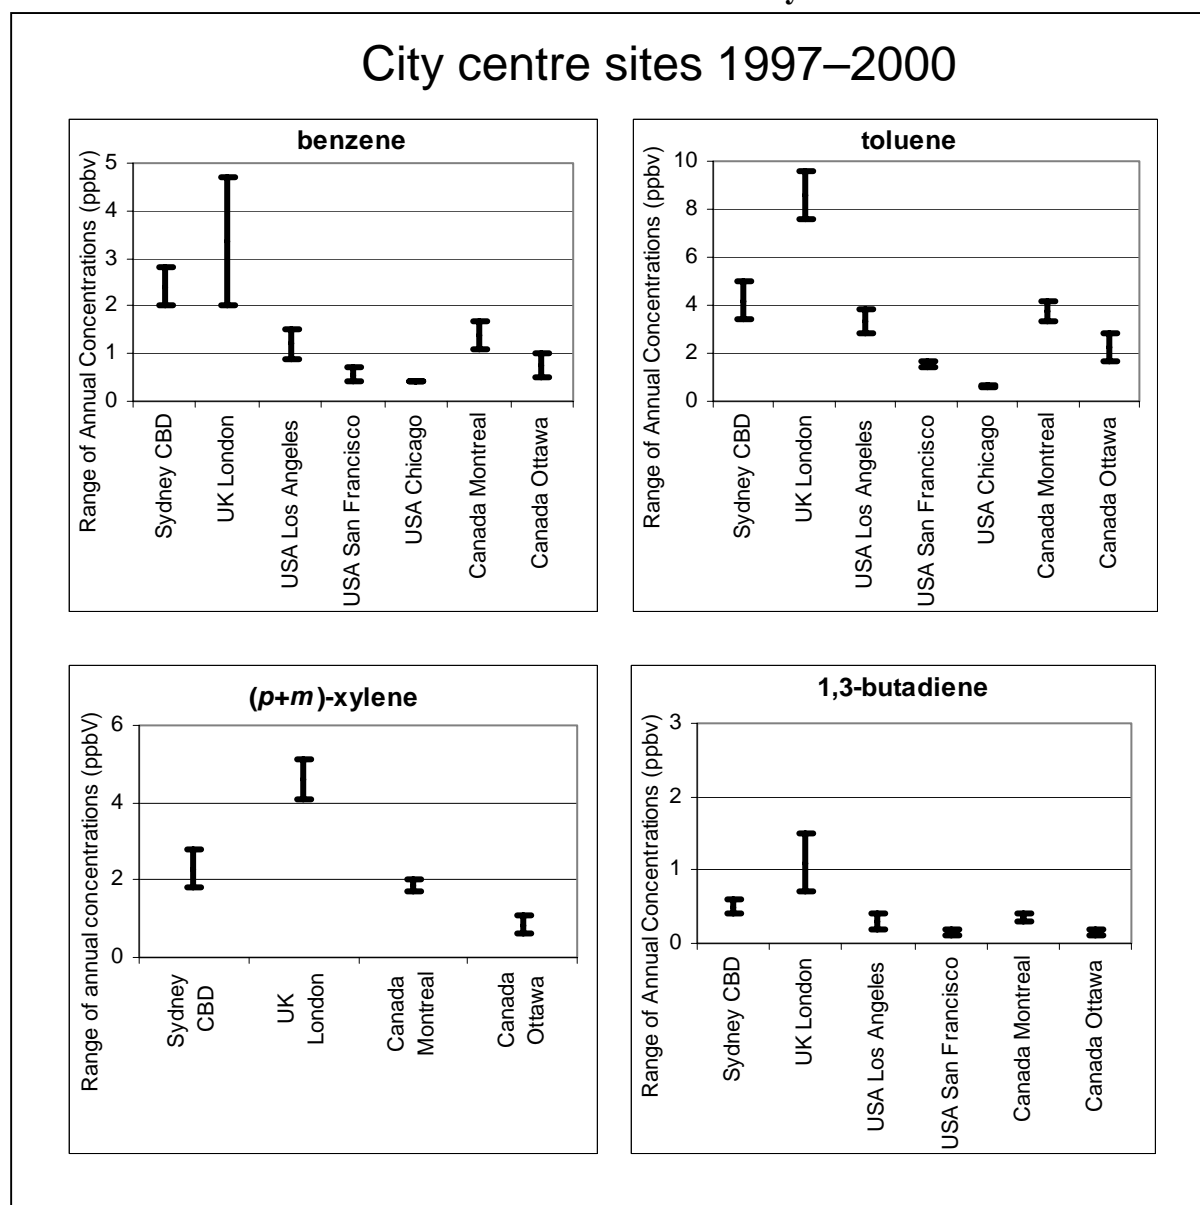 City centre sites 1997–2000
benzene
Range of Annual Concentrations (ppbv)
5
4
3
2
1
0
Sydney CBD
UK London
USA Los Angeles
USA San Francisco
USA Chicago
Canada Montreal
Canada Ottawa
toluene
Range of Annual Concentrations (ppbv)
10
8
6
4
2
0
Sydney CBD
UK London
USA Los Angeles
USA San Francisco
USA Chicago
Canada Montreal
Canada Ottawa
(p+m)-xylene
Range of annual concentrations (ppbV)
6
4
2
0
Sydney
CBD
UK
London
Canada
Montreal
Canada
Ottawa
1,3-butadiene
Range of Annual Concentrations (ppbv)
3
2
1
0
Sydney CBD
UK London
USA Los Angeles
USA San Francisco
Canada Montreal
Canada Ottawa